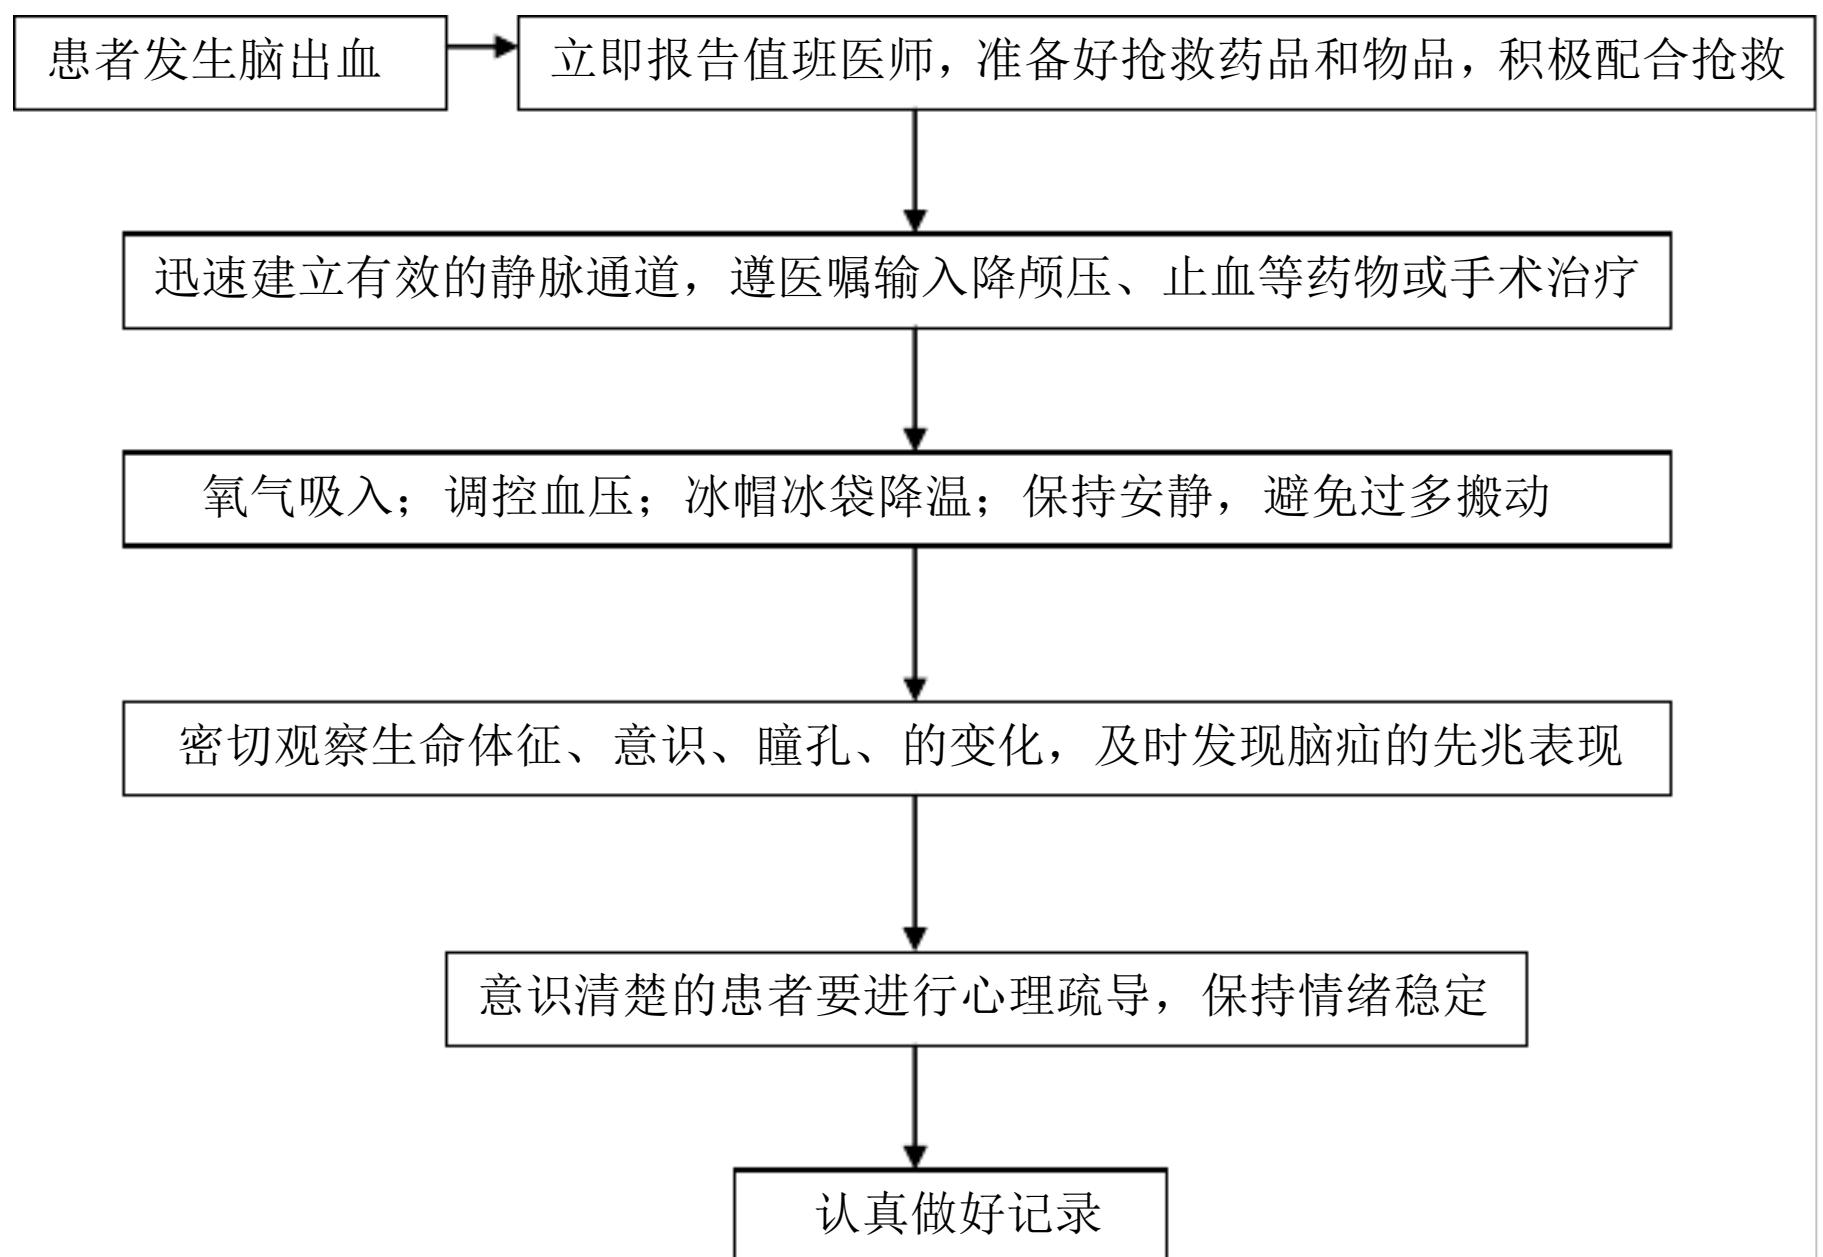 患者发生脑出血
立即报告值班医师，准备好抢救药品和物品，积极配合抢救
迅速建立有效的静脉通道，遵医嘱输入降颅压、止血等药物或手术治疗
氧气吸入；调控血压；冰帽冰袋降温；保持安静，避免过多搬动
密切观察生命体征、意识、瞳孔、的变化，及时发现脑疝的先兆表现
意识清楚的患者要进行心理疏导，保持情绪稳定
认真做好记录